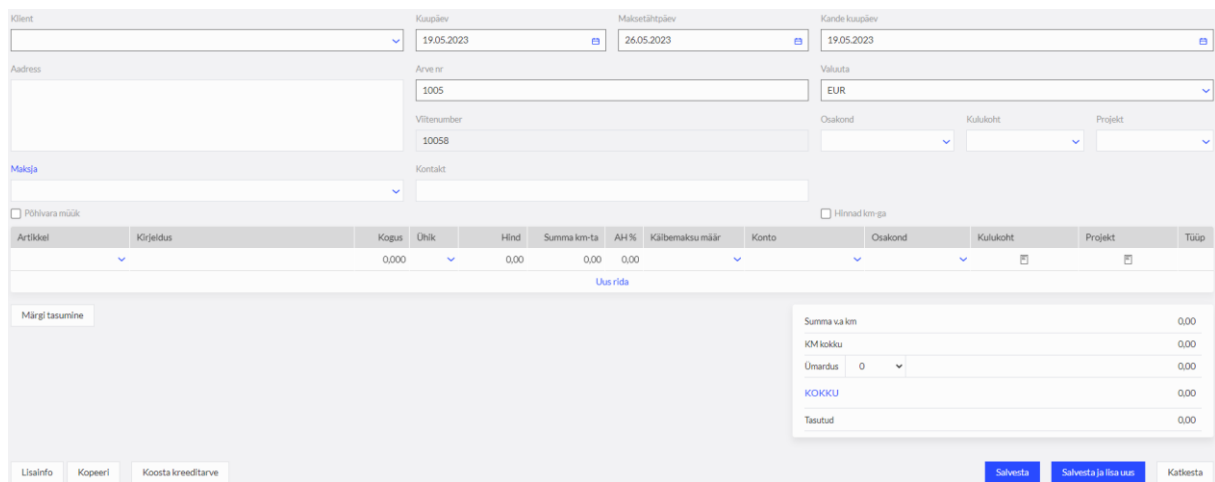 Klient Kuupäev Maksetähtpäev Kande kuupäev
19.05.2023 26.05.2023 19.05.2023
Aadress Arve nr Valuuta
1005 EUR
Viitenumber Osakond Kulukoht Projekt
10058
Maksja Kontakt
Põhivara müük Hinnad km-ga
Artikkel Kirjeldus Kogus Ühik Hind Summa km-ta AH % Käibemaksu määr Konto Osakond Kulukoht Projekt Tüüp
0,000 0,00 0,00 0,00
Uus rida
Märgi tasumine
Summa v.a km 0,00
KM kokku 0,00
Ümardus 0 0,00
KOKKU 0,00
Tasutud 0,00
Lisainfo Kopeeri Koosta kreeditarve Salvesta Salvesta ja lisa uus Katkesta